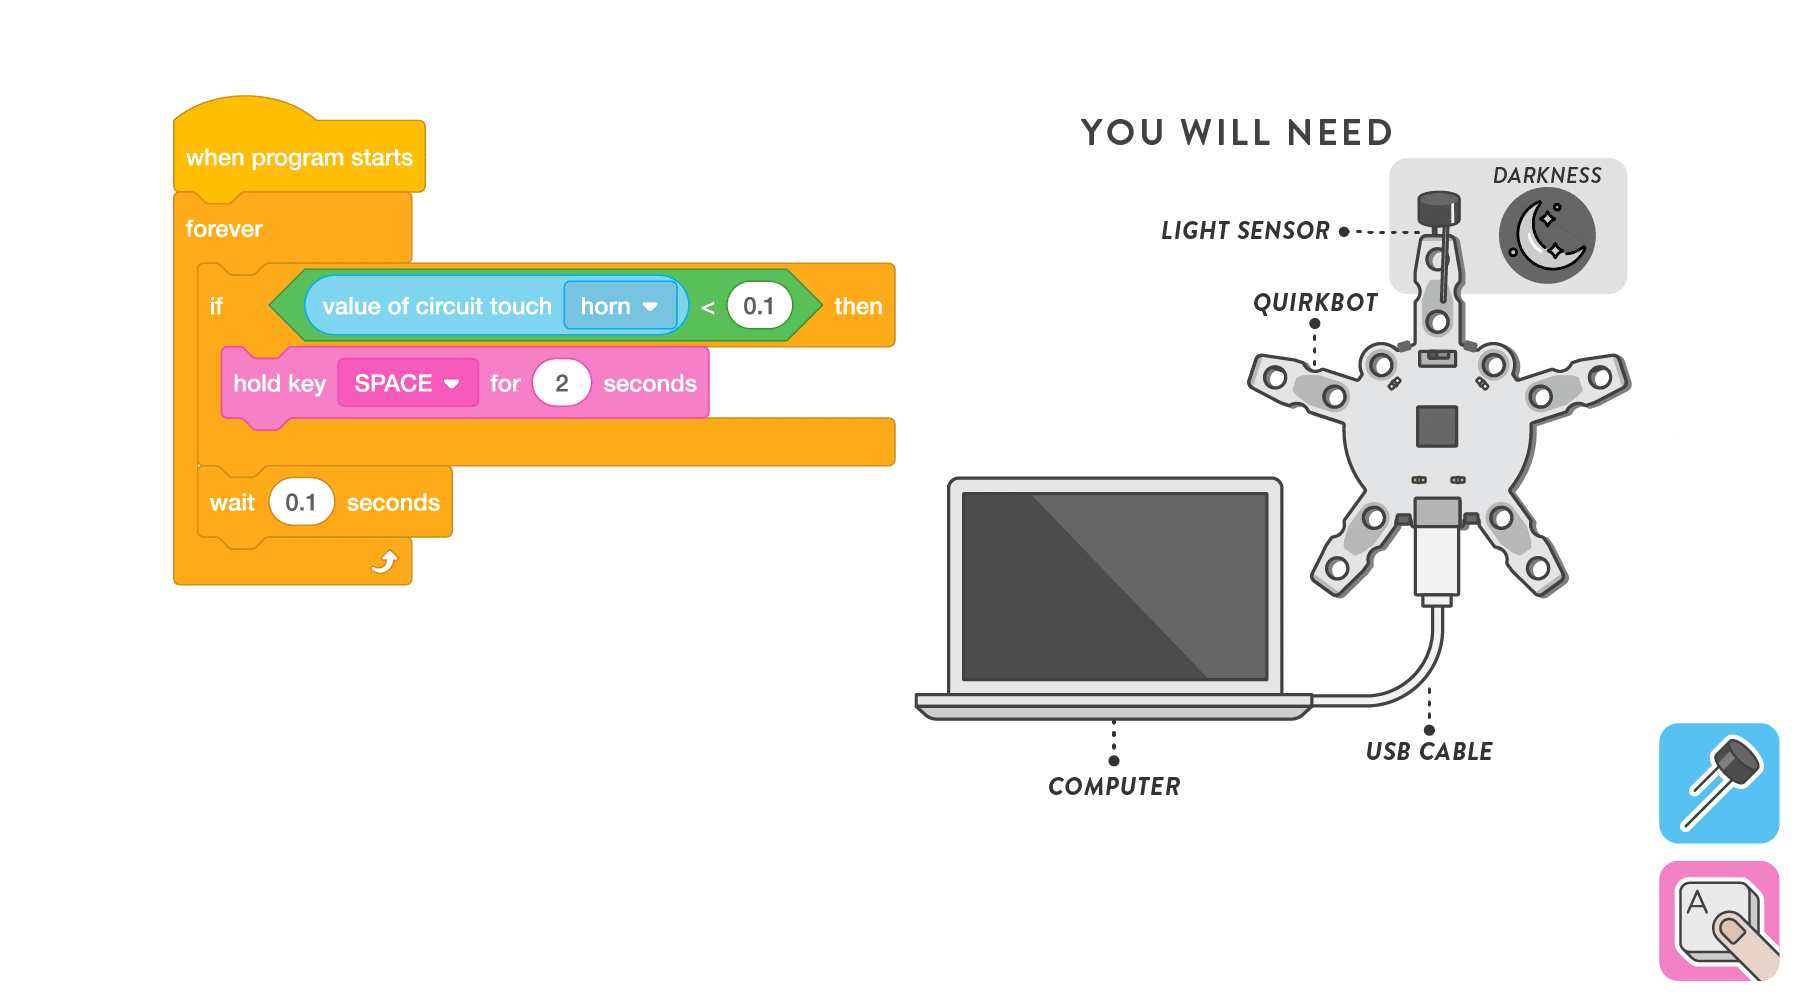 when program starts
forever
if value of circuit touch horn < 0.1 then
hold key SPACE for 2 seconds
wait 0.1 seconds
YOU WILL NEED
DARKNESS
LIGHT SENSOR
QUIRKBOT
USB CABLE
COMPUTER
A